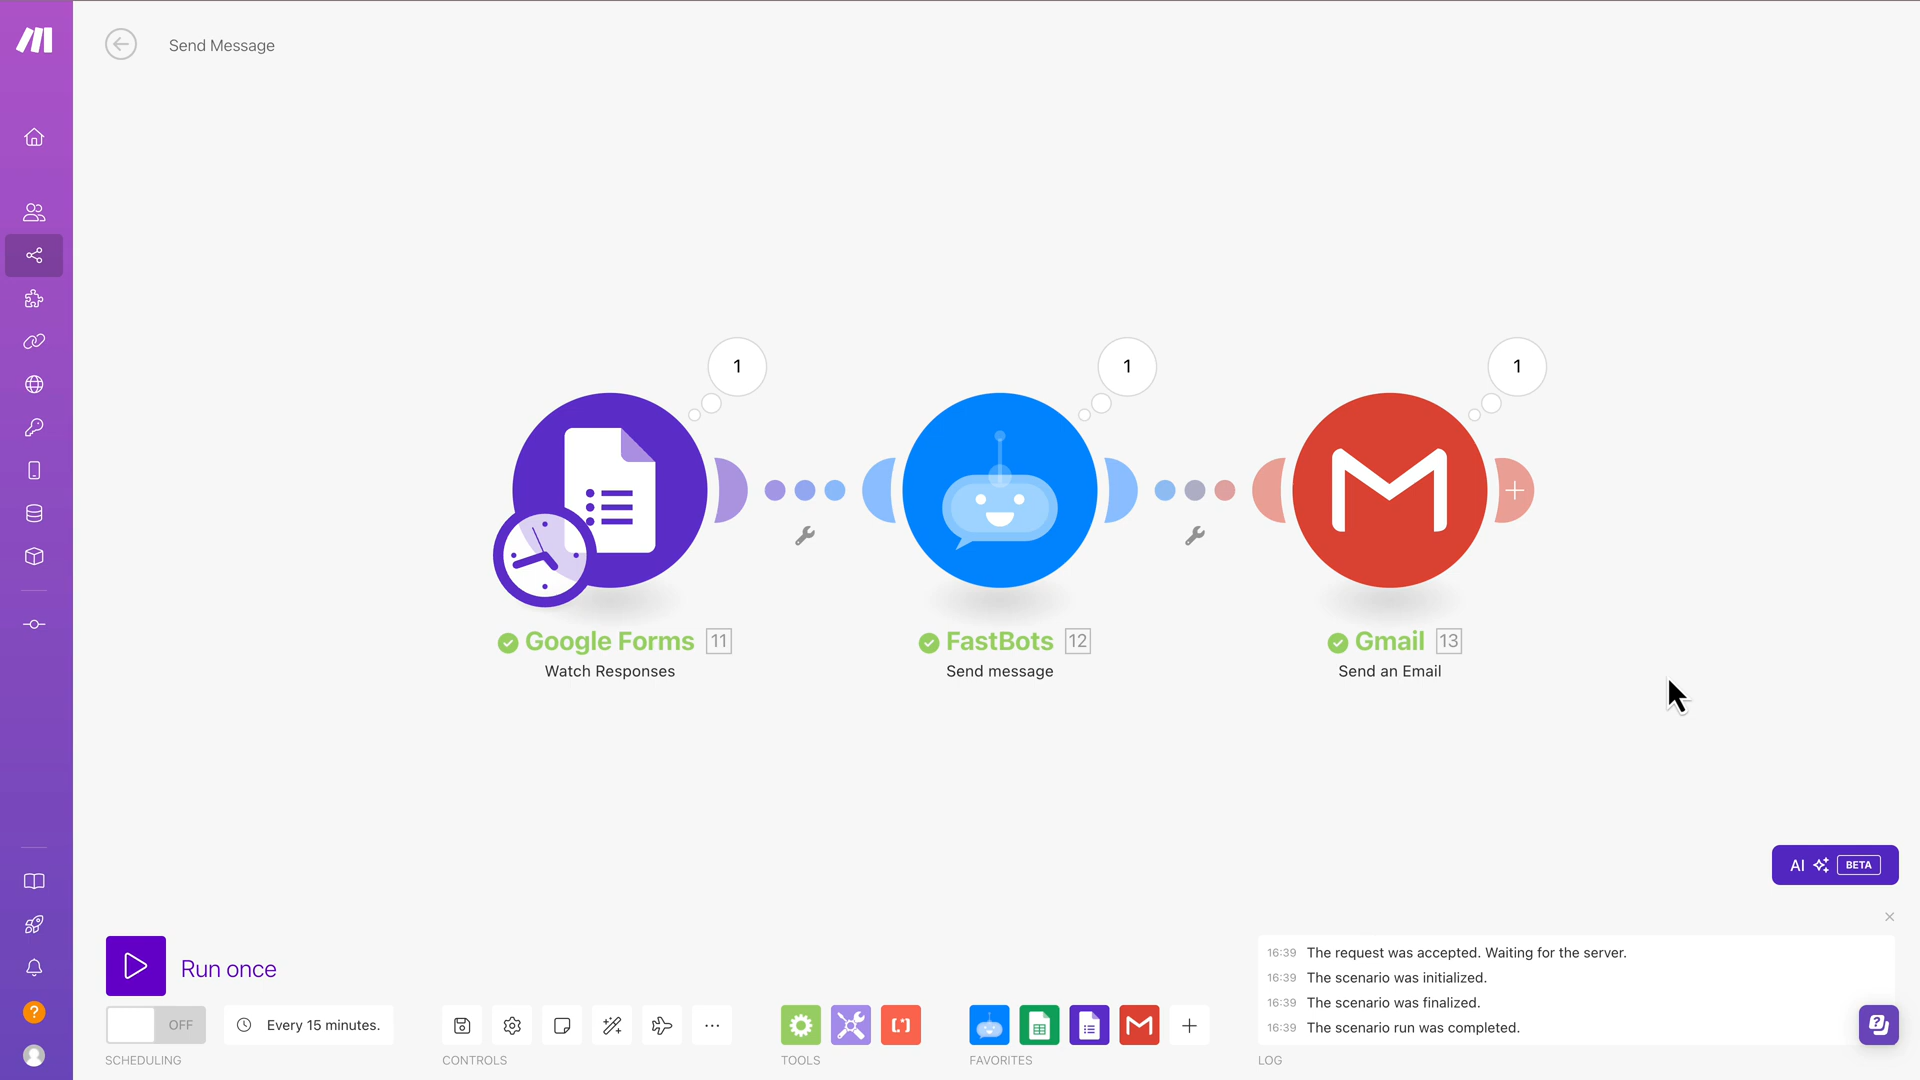 Send Message
1
1
1
Google Forms 11
Watch Responses
FastBots 12
Send message
Gmail 13
Send an Email
AI BETA
Run once
OFF
Every 15 minutes.
SCHEDULING
CONTROLS
TOOLS
FAVORITES
16:39 The request was accepted. Waiting for the server.
16:39 The scenario was initialized.
16:39 The scenario was finalized.
16:39 The scenario run was completed.
LOG